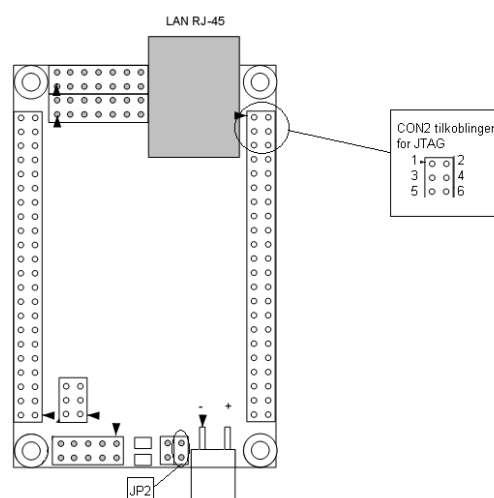 LAN RJ-45
CON2 tilkoblinger
for JTAG
1 2
3 4
5 6
- +
JP2